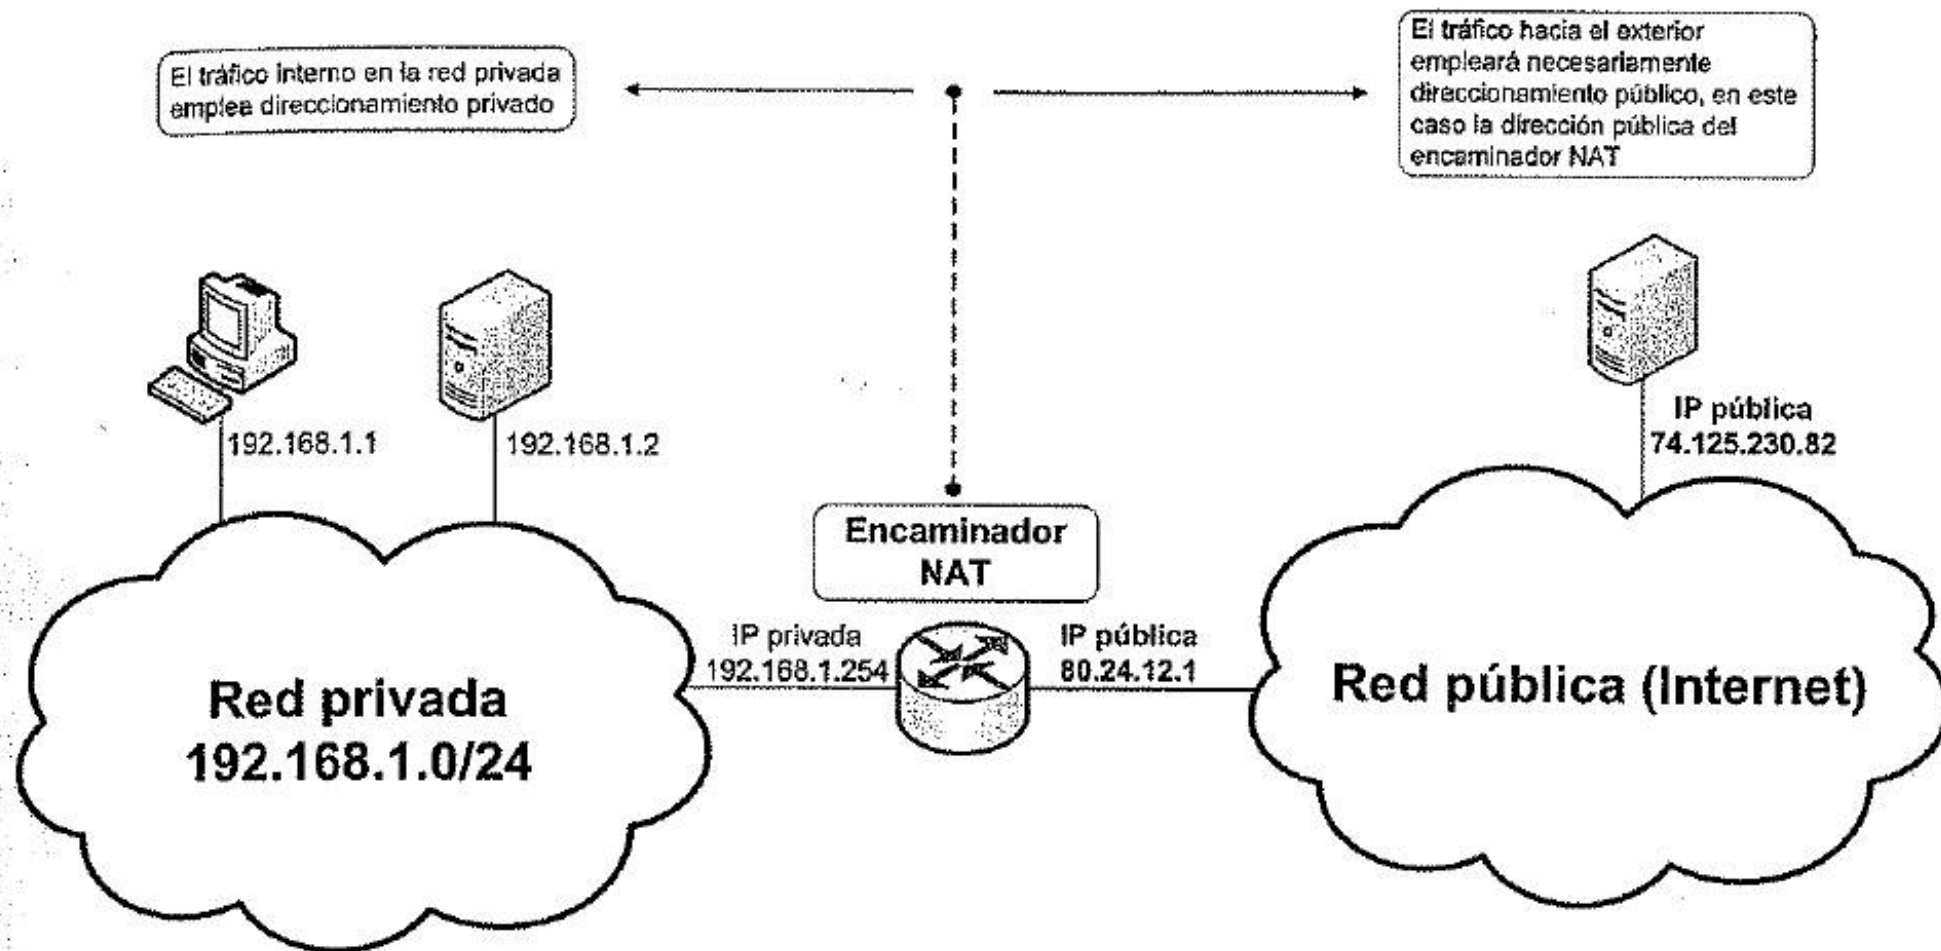 El tráfico interno en la red privada
emplea direccionamiento privado
El tráfico hacia el exterior
empleará necesariamente
direccionamiento público, en este
caso la dirección pública del
encaminador NAT
192.168.1.1
192.168.1.2
IP pública
74.125.230.82
Encaminador
NAT
IP privada
192.168.1.254
IP pública
80.24.12.1
Red privada
192.168.1.0/24
Red pública (Internet)